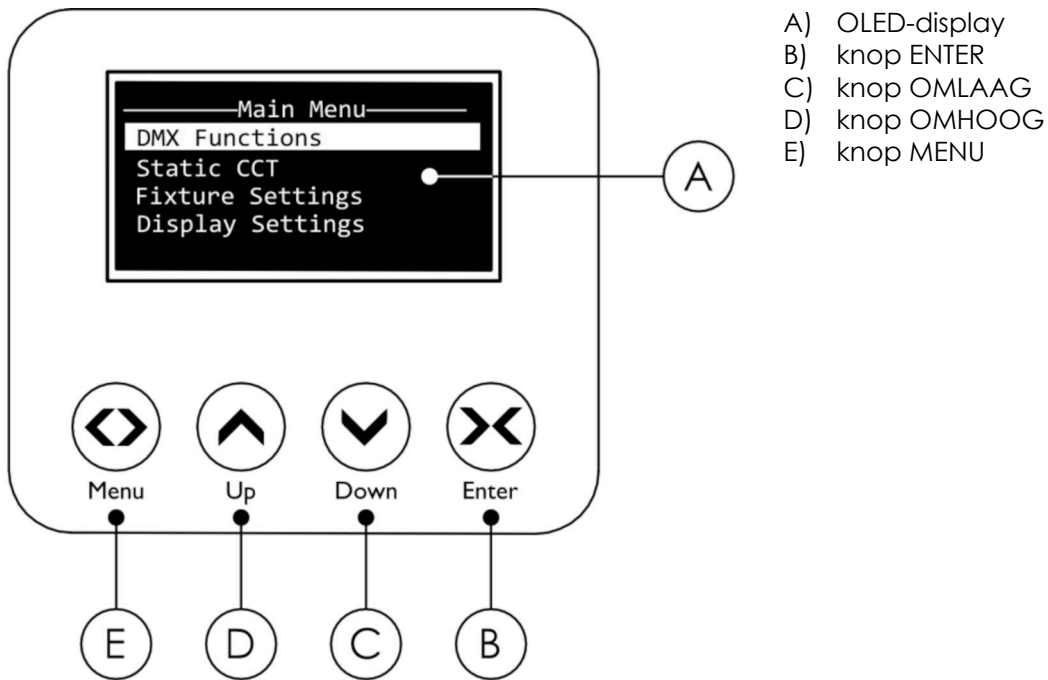 Main Menu
DMX Functions
Static CCT
Fixture Settings
Display Settings
A
Menu
Up
Down
Enter
E
D
C
B
A) OLED-display
B) knop ENTER
C) knop OMLAAG
D) knop OMHOOG
E) knop MENU